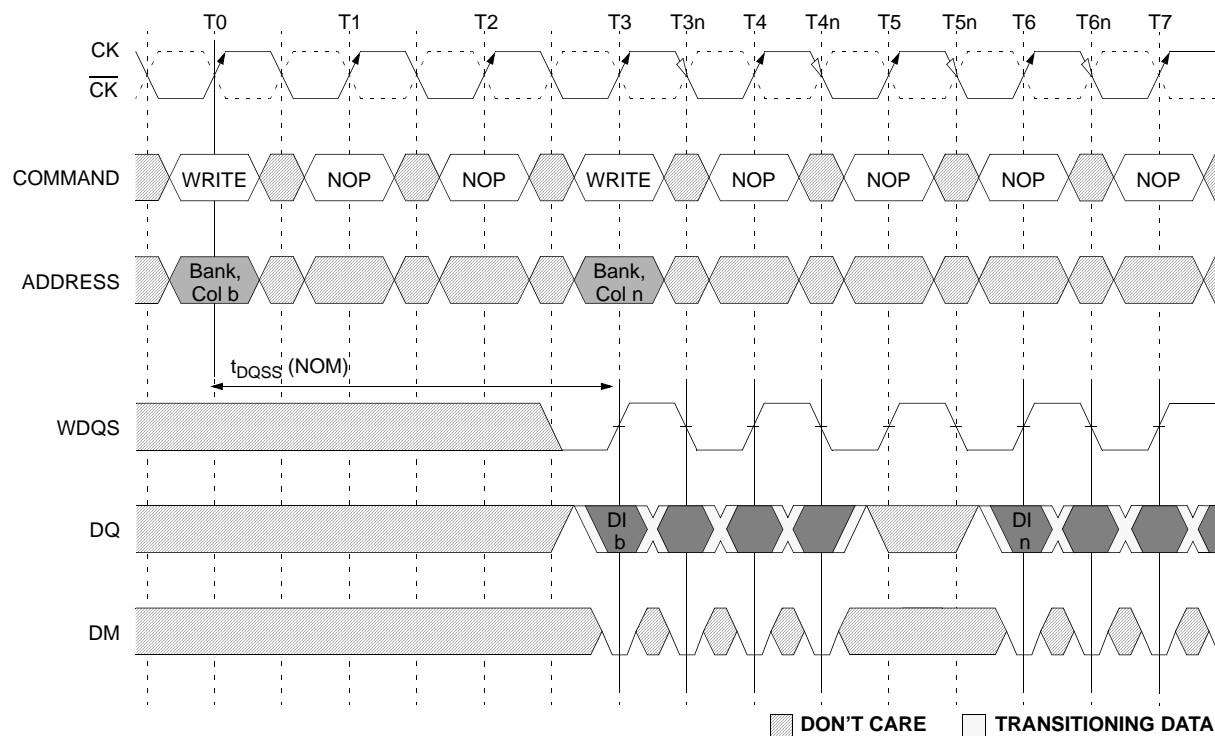 T0 T1 T2 T3 T3n T4 T4n T5 T5n T6 T6n T7
CK
CK
COMMAND WRITE NOP NOP WRITE NOP NOP NOP NOP
ADDRESS
Bank,
Col b
Bank,
Col n
tDQSS (NOM)
WDQS
DQ
DI
b
DI
n
DM
DON'T CARE TRANSITIONING DATA